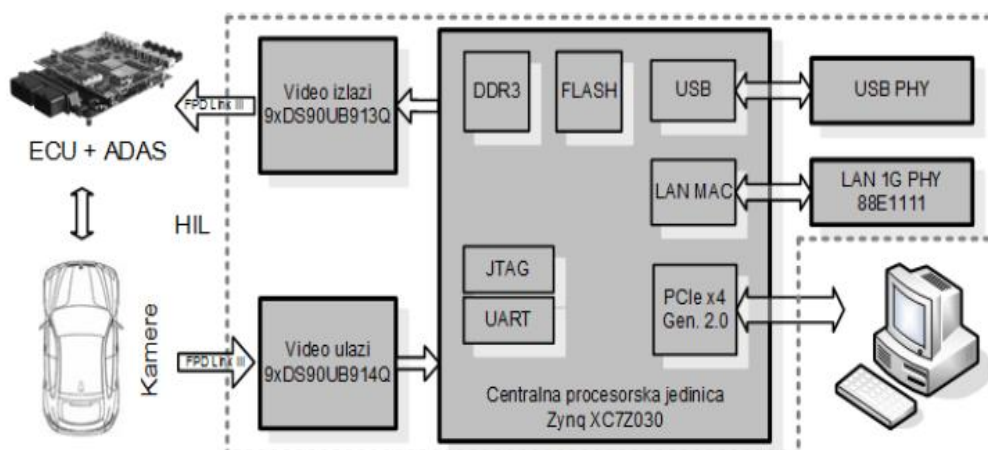 FPD Link III
Video izlazi
9xDS90UB913Q
DDR3
FLASH
USB
USB PHY
ECU + ADAS
LAN MAC
LAN 1G PHY
88E1111
HIL
JTAG
UART
PCIe x4
Gen. 2.0
Kamere
FPD Link III
Video ulazi
9xDS90UB914Q
Centralna procesorska jedinica
Zynq XC7Z030